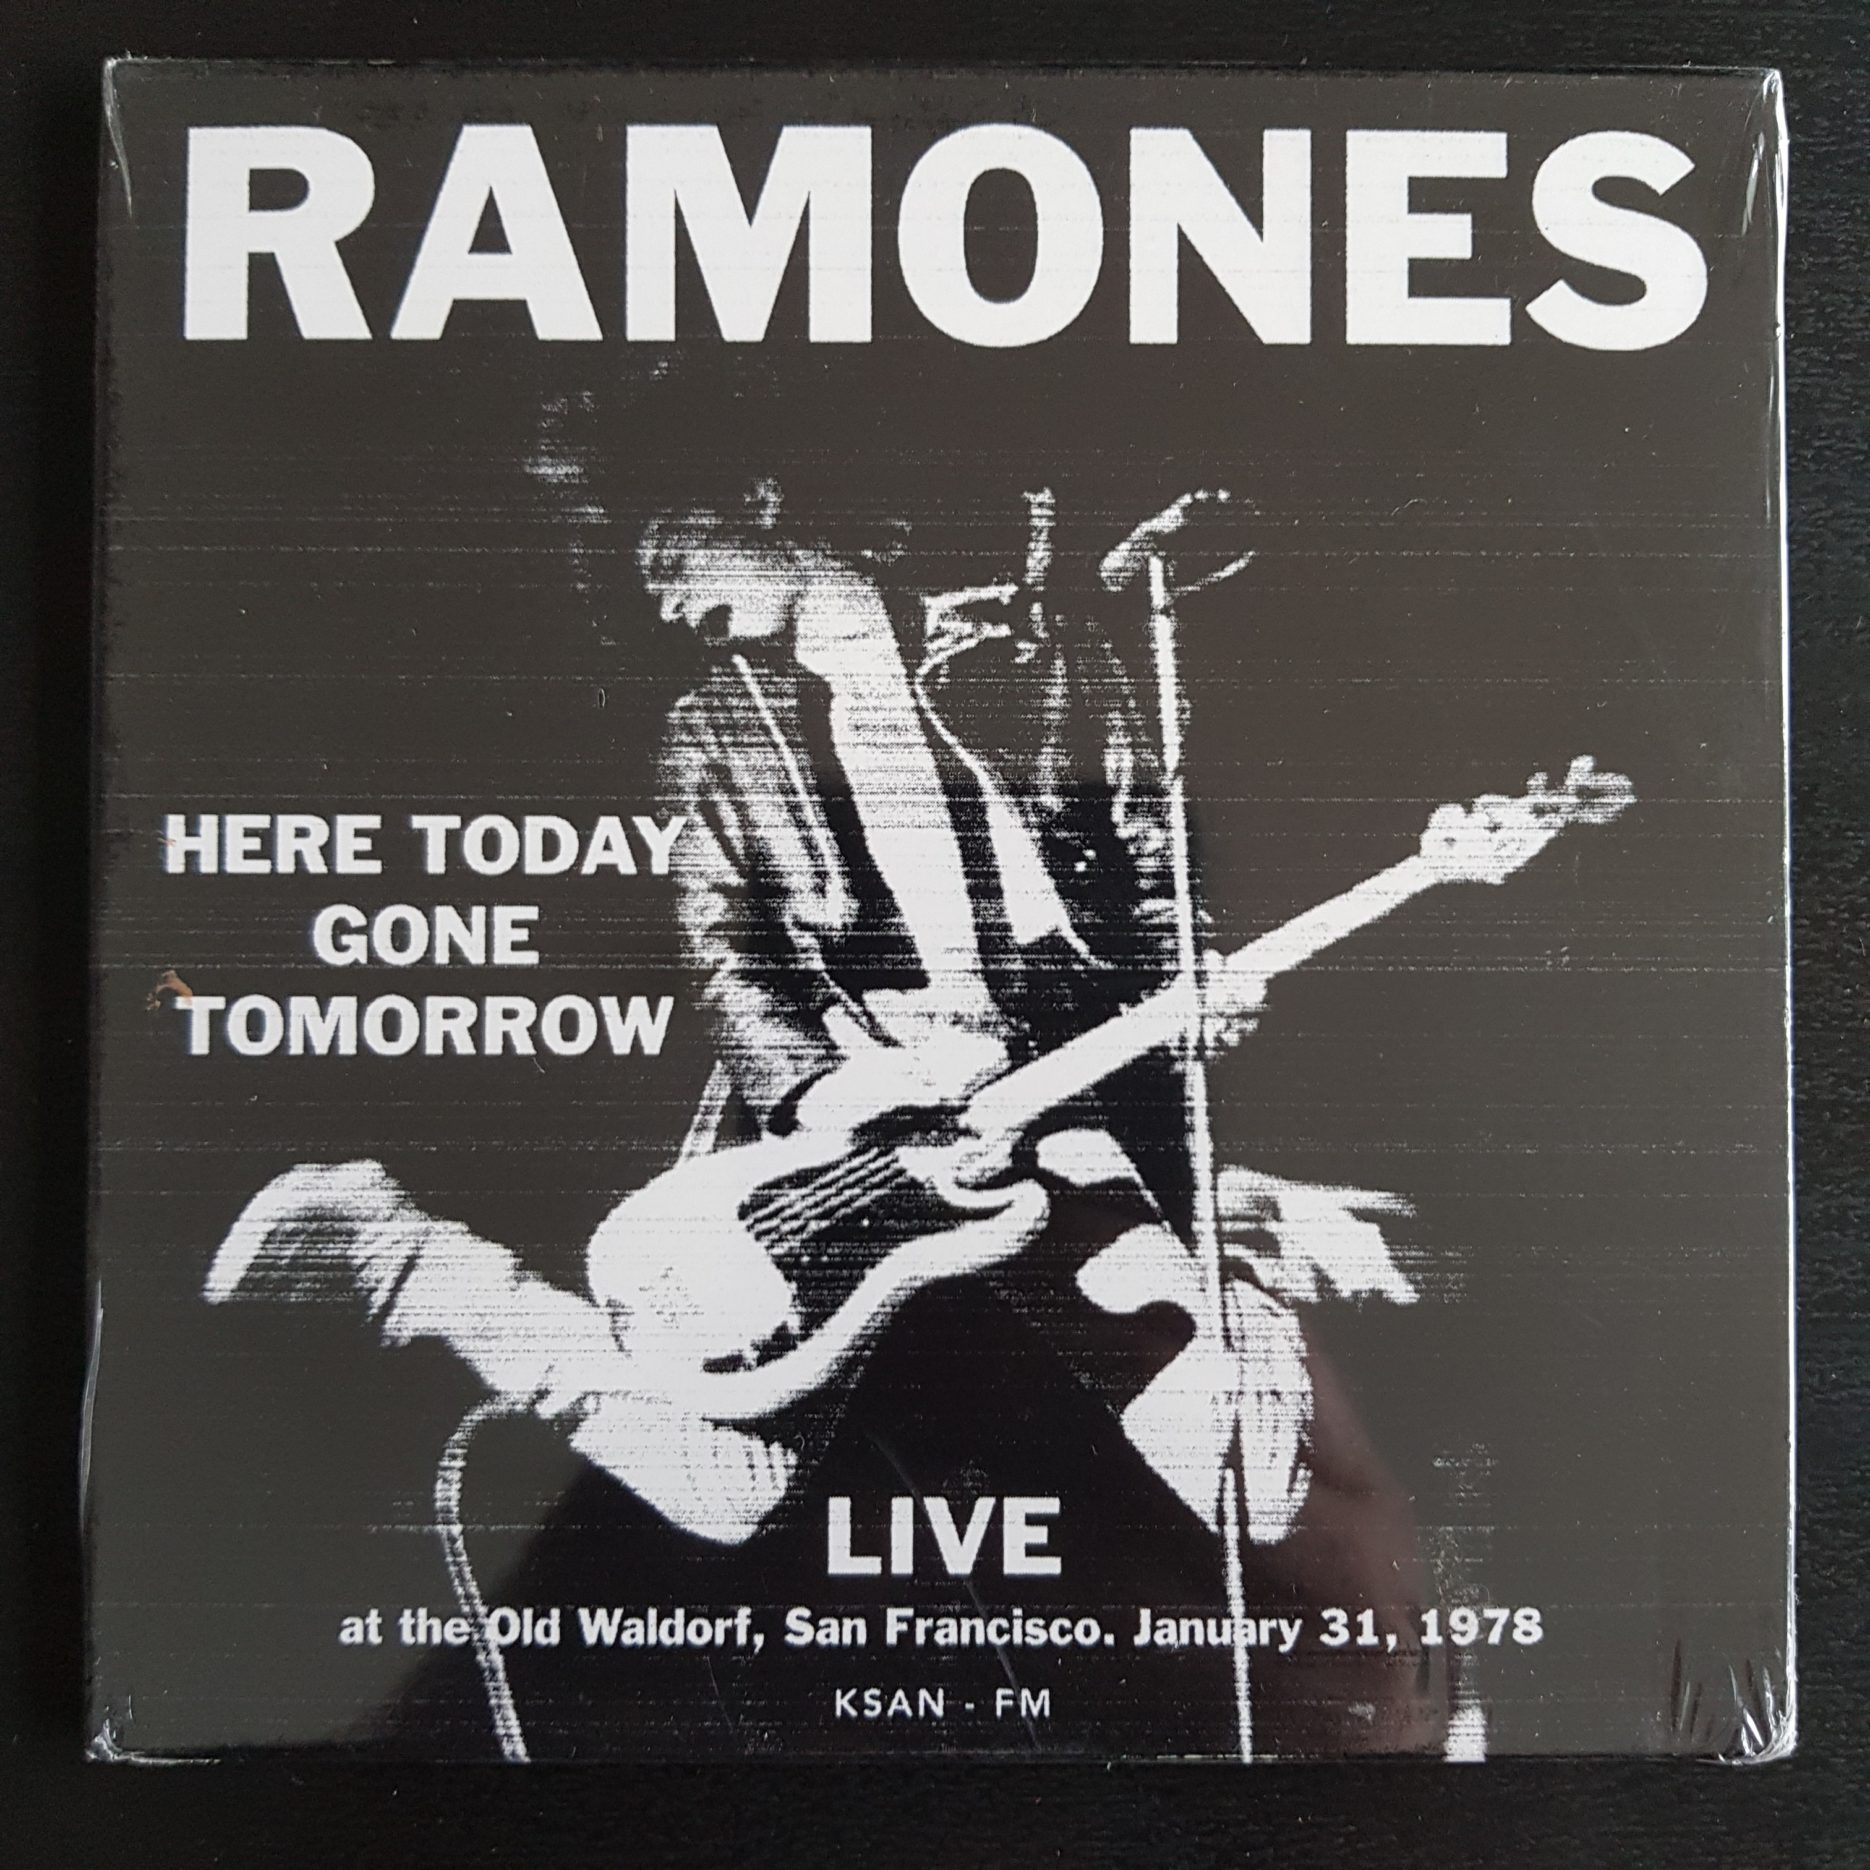 RAMONES
HERE TODAY
GONE
TOMORROW
LIVE
at the Old Waldorf, San Francisco. January 31, 1978
KSAN - FM